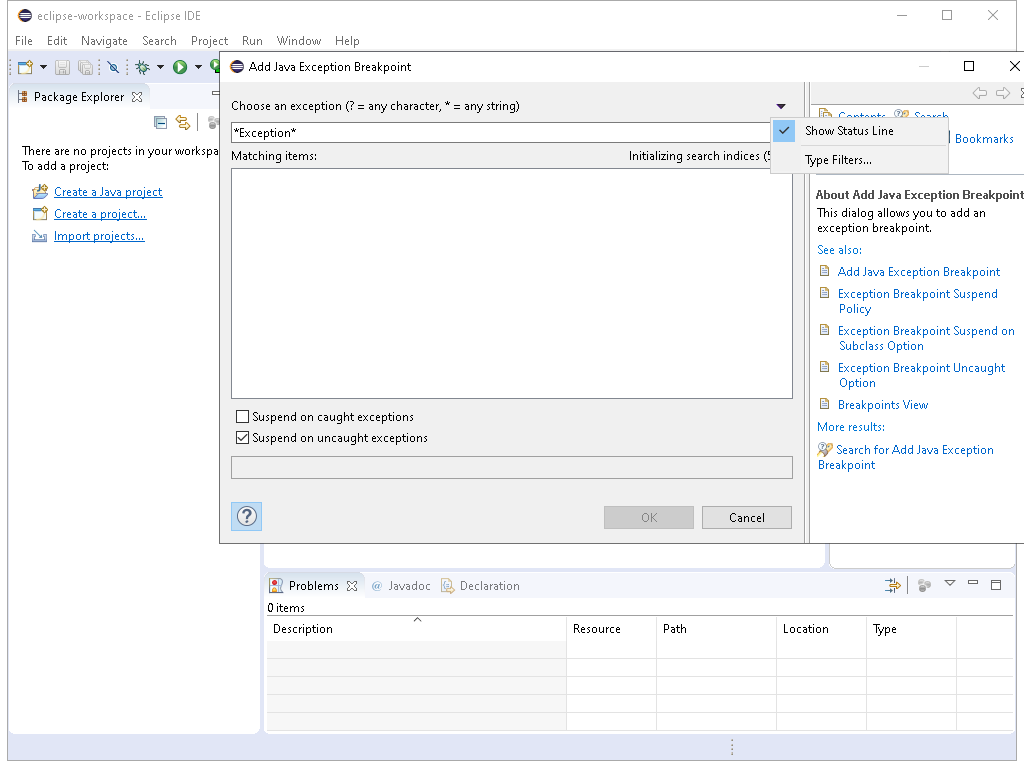 eclipse-workspace - Eclipse IDE
File Edit Navigate Search Project Run Window Help
Add Java Exception Breakpoint
Package Explorer
Choose an exception (? = any character, * = any string)
*Exception*
Matching items:
Initializing search indices
There are no projects in your workspa
To add a project:
Create a Java project
Create a project...
Import projects...
Suspend on caught exceptions
Suspend on uncaught exceptions
OK
Cancel
Contents
Search
Show Status Line
Type Filters...
Bookmarks
About Add Java Exception Breakpoint
This dialog allows you to add an
exception breakpoint.
See also:
Add Java Exception Breakpoint
Exception Breakpoint Suspend
Policy
Exception Breakpoint Suspend on
Subclass Option
Exception Breakpoint Uncaught
Option
Breakpoints View
More results:
Search for Add Java Exception
Breakpoint
Problems
@ Javadoc
Declaration
0 items
Description Resource Path Location Type